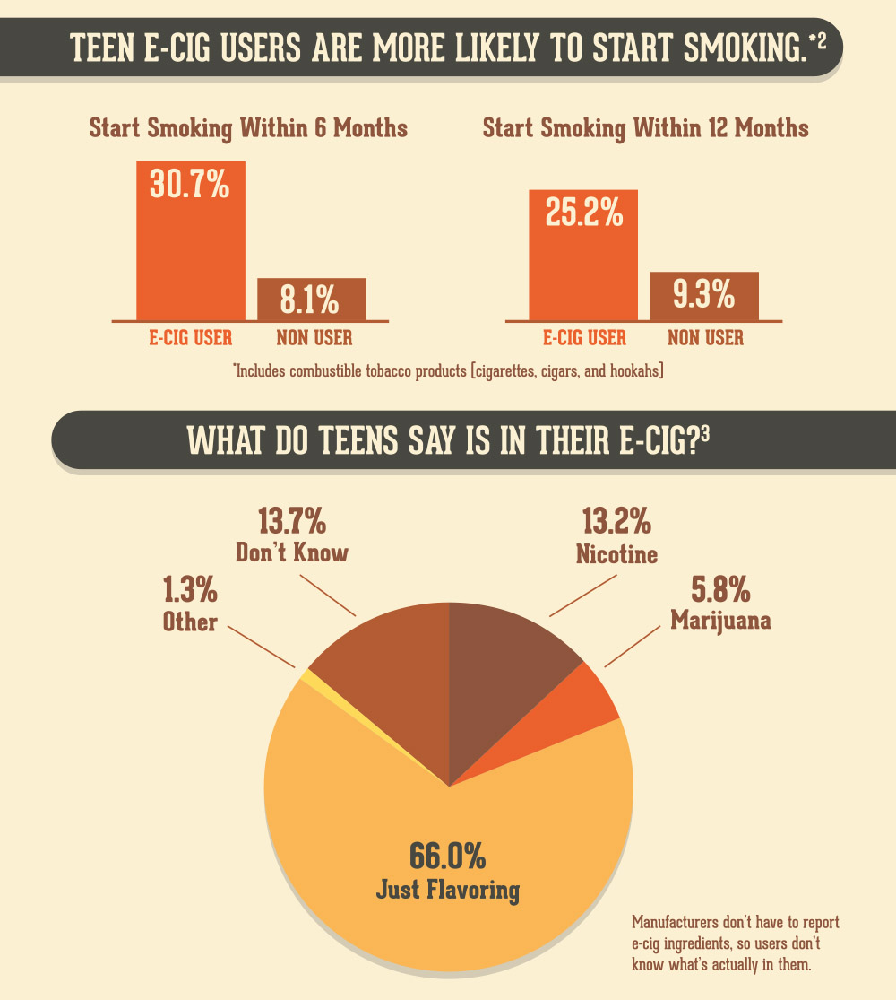 TEEN E-CIG USERS ARE MORE LIKELY TO START SMOKING.*2
Start Smoking Within 6 Months
30.7%
8.1%
E-CIG USER
NON USER
Start Smoking Within 12 Months
25.2%
9.3%
E-CIG USER
NON USER
*Includes combustible tobacco products [cigarettes, cigars, and hookahs]
WHAT DO TEENS SAY IS IN THEIR E-CIG?3
13.7%
Don't Know
13.2%
Nicotine
1.3%
Other
5.8%
Marijuana
66.0%
Just Flavoring
Manufacturers don't have to report
e-cig ingredients, so users don't
know what's actually in them.